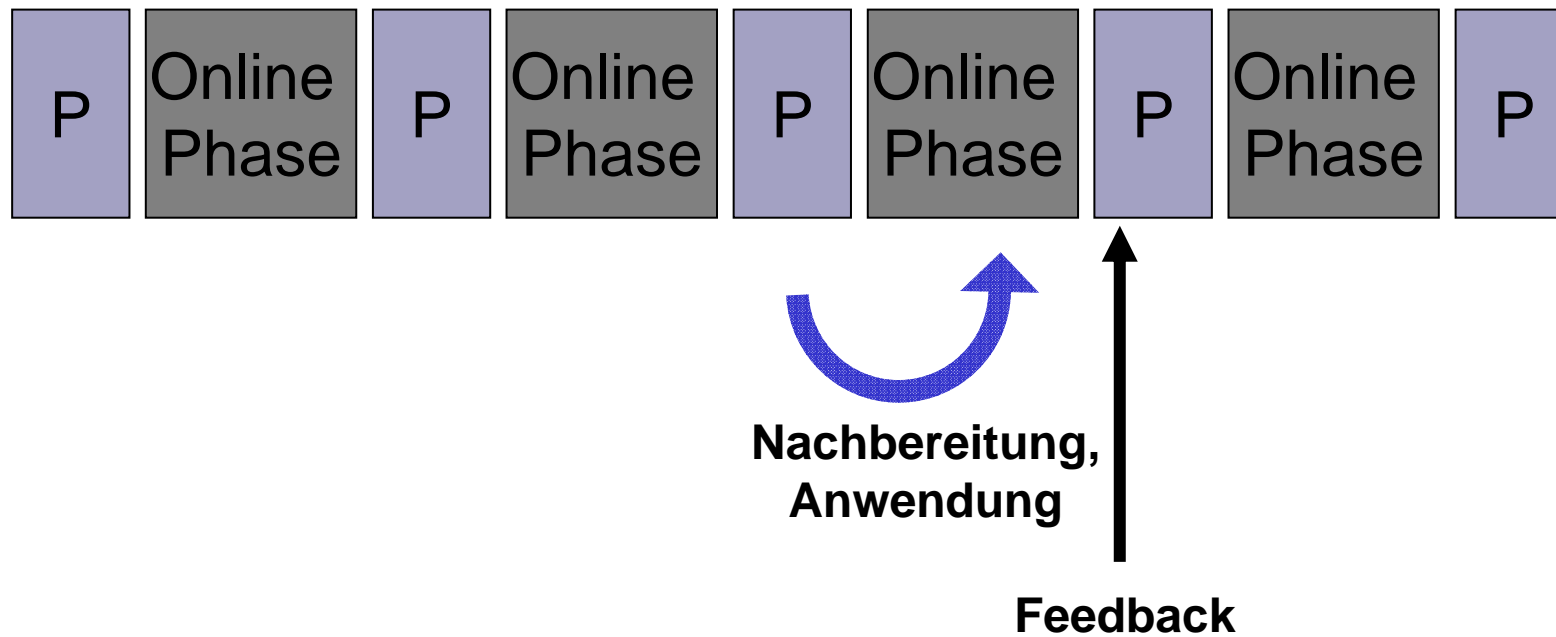 P
Online
Phase
P
Online
Phase
P
Online
Phase
P
Online
Phase
P
Nachbereitung,
Anwendung
Feedback